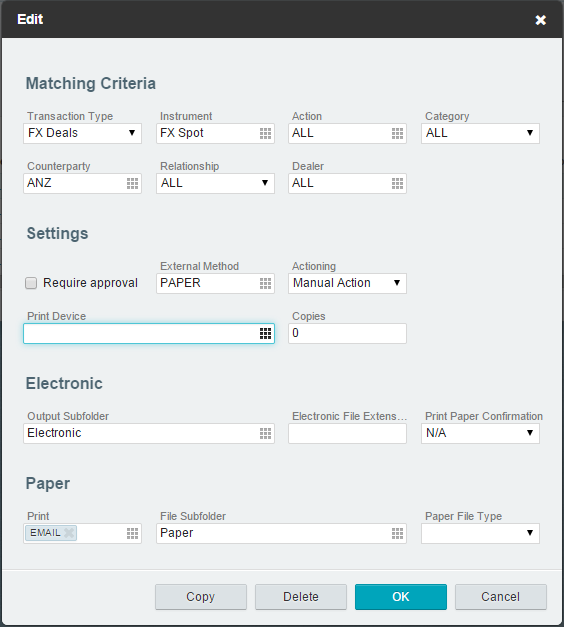 Edit
Matching Criteria
Transaction Type Instrument Action Category
FX Deals FX Spot ALL ALL
Counterparty Relationship Dealer
ANZ ALL ALL
Settings
External Method Actioning
Require approval PAPER Manual Action
Print Device Copies
0
Electronic
Output Subfolder Electronic File Extens... Print Paper Confirmation
Electronic N/A
Paper
Print File Subfolder Paper File Type
EMAIL Paper
Copy Delete OK Cancel